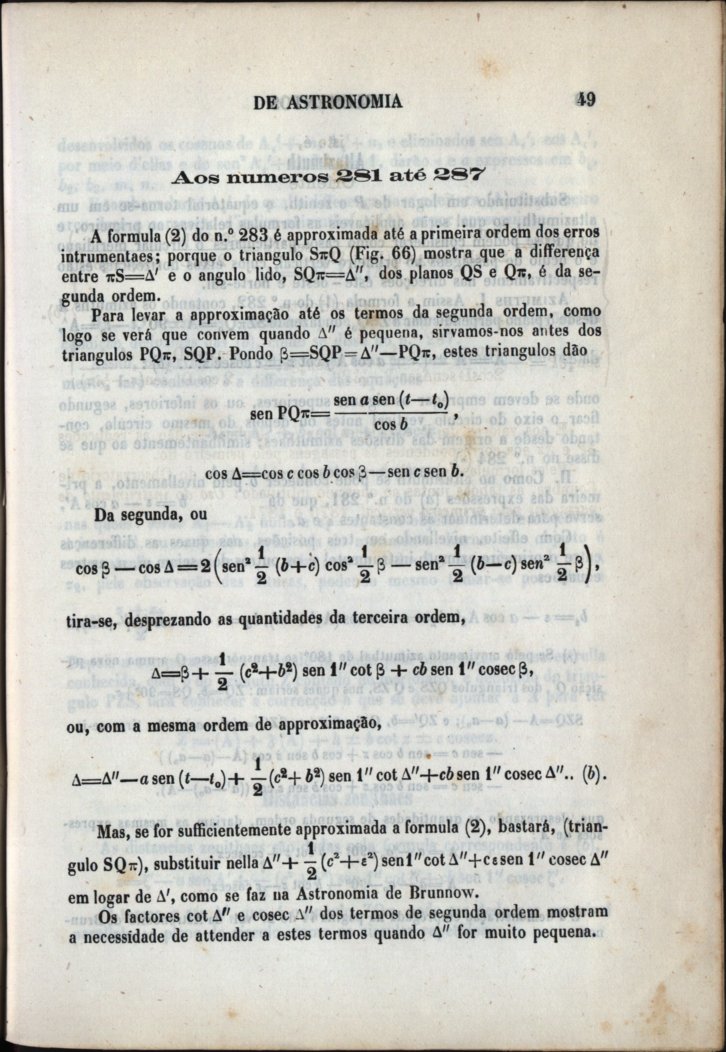 DE ASTRONOMIA 49
Aos numeros 281 até 287
A formula (2) do n.º 283 é approximada até a primeira ordem dos erros
intrumentaes; porque o triangulo SπQ (Fig. 66) mostra que a differença
entre πS=Δ′ e o angulo lido, SQπ=Δ″, dos planos QS e Qπ, é da se-
gunda ordem.
Para levar a approximação até os termos da segunda ordem, como
logo se verá que convem quando Δ″ é pequena, sirvamos-nos antes dos
triangulos PQπ, SQP. Pondo β=SQP=Δ″—PQπ, estes triangulos dão
sen PQπ= sen a sen (t—t₀) / cos b ,
cos Δ=cos c cos b cos β—sen c sen b.
Da segunda, ou
cos β — cos Δ = 2 (sen² 1/2 (b+c) cos² 1/2 β — sen² 1/2 (b—c) sen² 1/2 β),
tira-se, desprezando as quantidades da terceira ordem,
Δ=β+ 1/2 (c²+b²) sen 1″ cot β + cb sen 1″ cosec β,
ou, com a mesma ordem de approximação,
Δ=Δ″—a sen (t—t₀)+ 1/2 (c²+b²) sen 1″ cot Δ″+cb sen 1″ cosec Δ″.. (b).
Mas, se for sufficientemente approximada a formula (2), bastará, (trian-
gulo SQπ), substituir nella Δ″+ 1/2 (c²+ε²) sen1″ cot Δ″+cεsen 1″ cosec Δ″
em logar de Δ′, como se faz na Astronomia de Brunnow.
Os factores cot Δ″ e cosec Δ″ dos termos de segunda ordem mostram
a necessidade de attender a estes termos quando Δ″ for muito pequena.